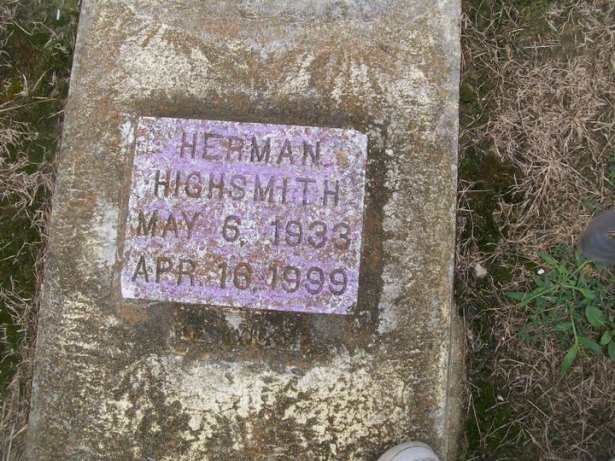 HERMAN
HIGHSMITH
MAY 6, 1933
APR. 16, 1999